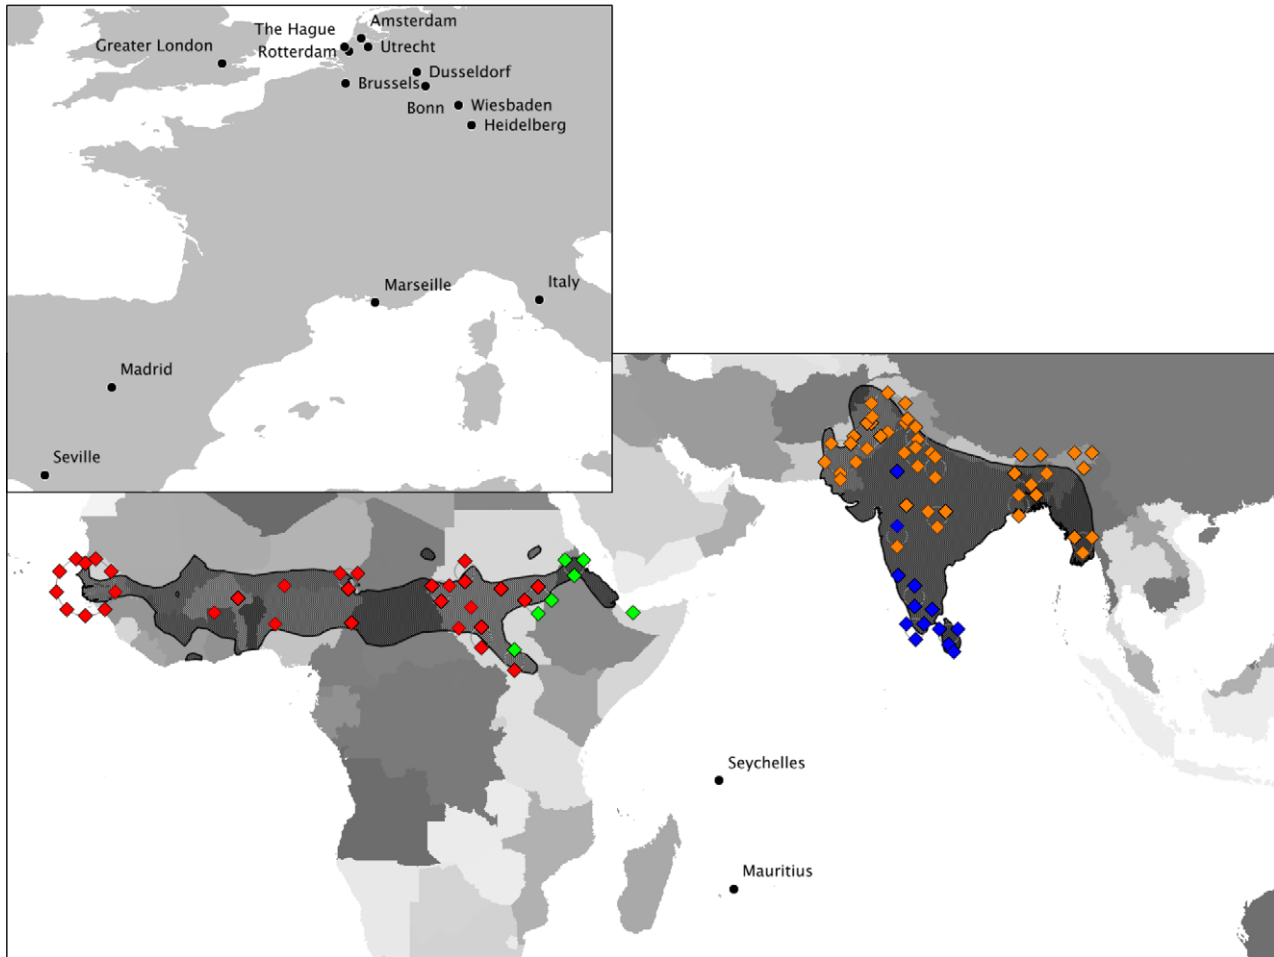 Amsterdam
The Hague
Greater London
Rotterdam
Utrecht
Dusseldorf
Brussels
Bonn
Wiesbaden
Heidelberg
Marseille
Italy
Madrid
Seville
Seychelles
Mauritius